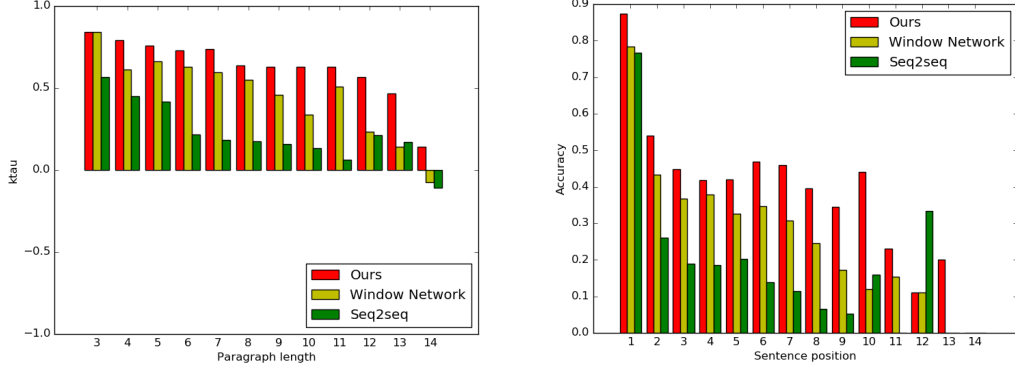 1.0
0.5
0.0
−0.5
−1.0
ktau
3 4 5 6 7 8 9 10 11 12 13 14
Paragraph length
Ours
Window Network
Seq2seq
0.9
0.8
0.7
0.6
0.5
0.4
0.3
0.2
0.1
0.0
Accuracy
1 2 3 4 5 6 7 8 9 10 11 12 13 14
Sentence position
Ours
Window Network
Seq2seq